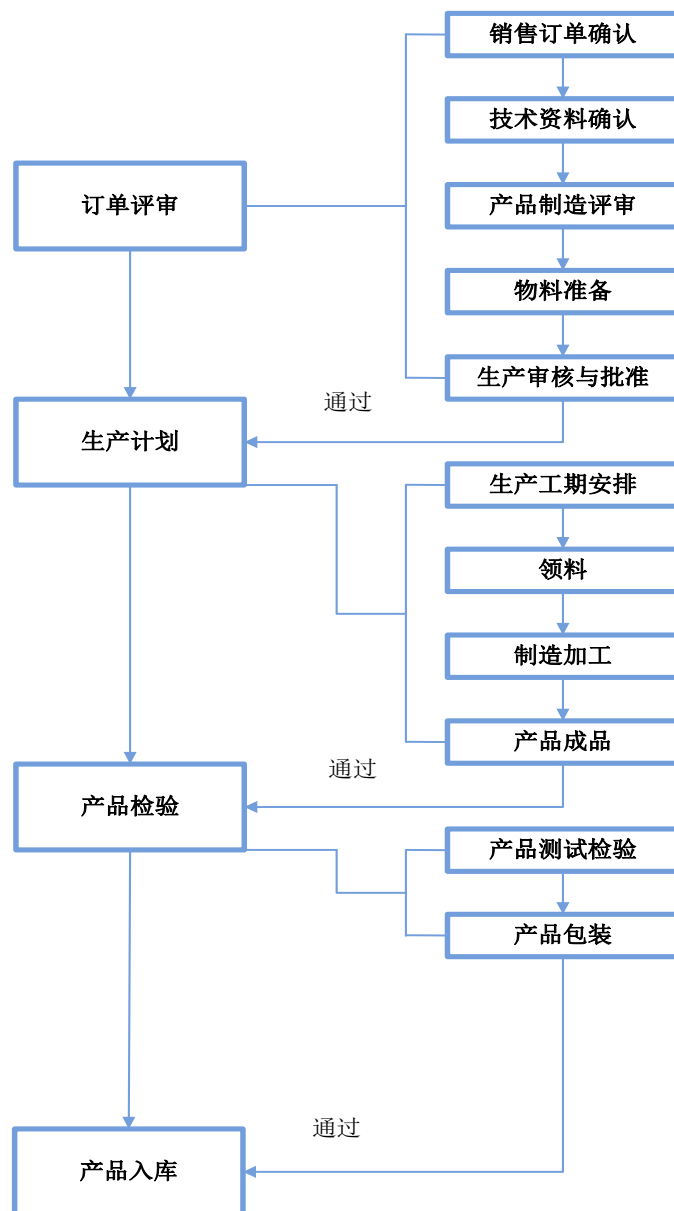 销售订单确认
技术资料确认
订单评审
产品制造评审
物料准备
生产审核与批准
通过
生产计划
生产工期安排
领料
制造加工
产品成品
通过
产品检验
产品测试检验
产品包装
通过
产品入库